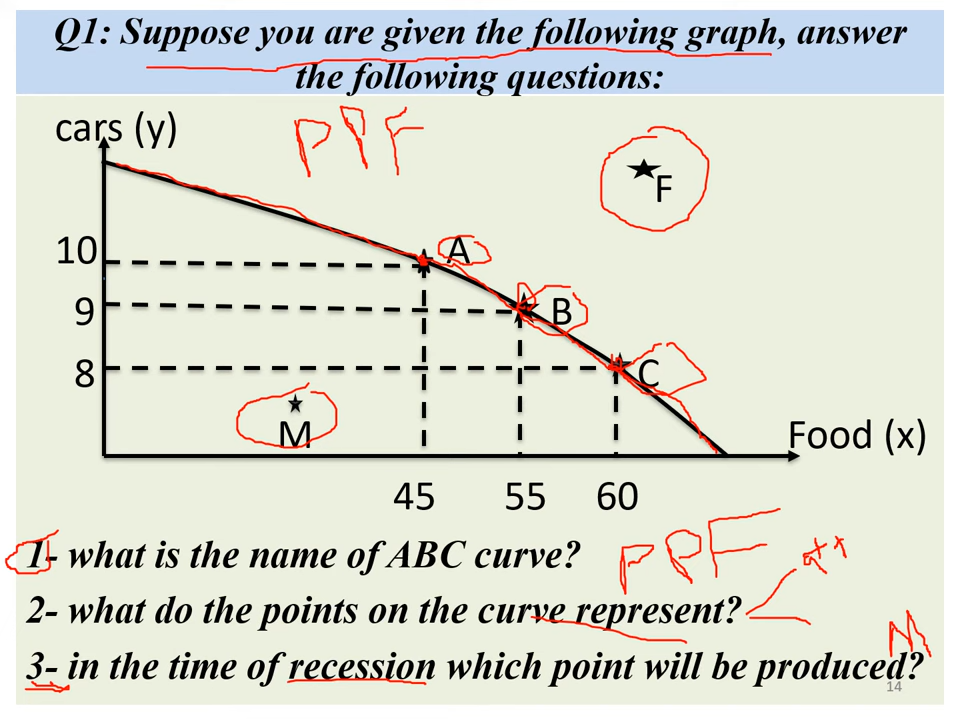 Q1: Suppose you are given the following graph, answer
the following questions:
cars (y)
PPF
F
10
A
9
B
8
C
M
Food (x)
45 55 60
1- what is the name of ABC curve?
PPF
2- what do the points on the curve represent?
3- in the time of recession which point will be produced?
M
14